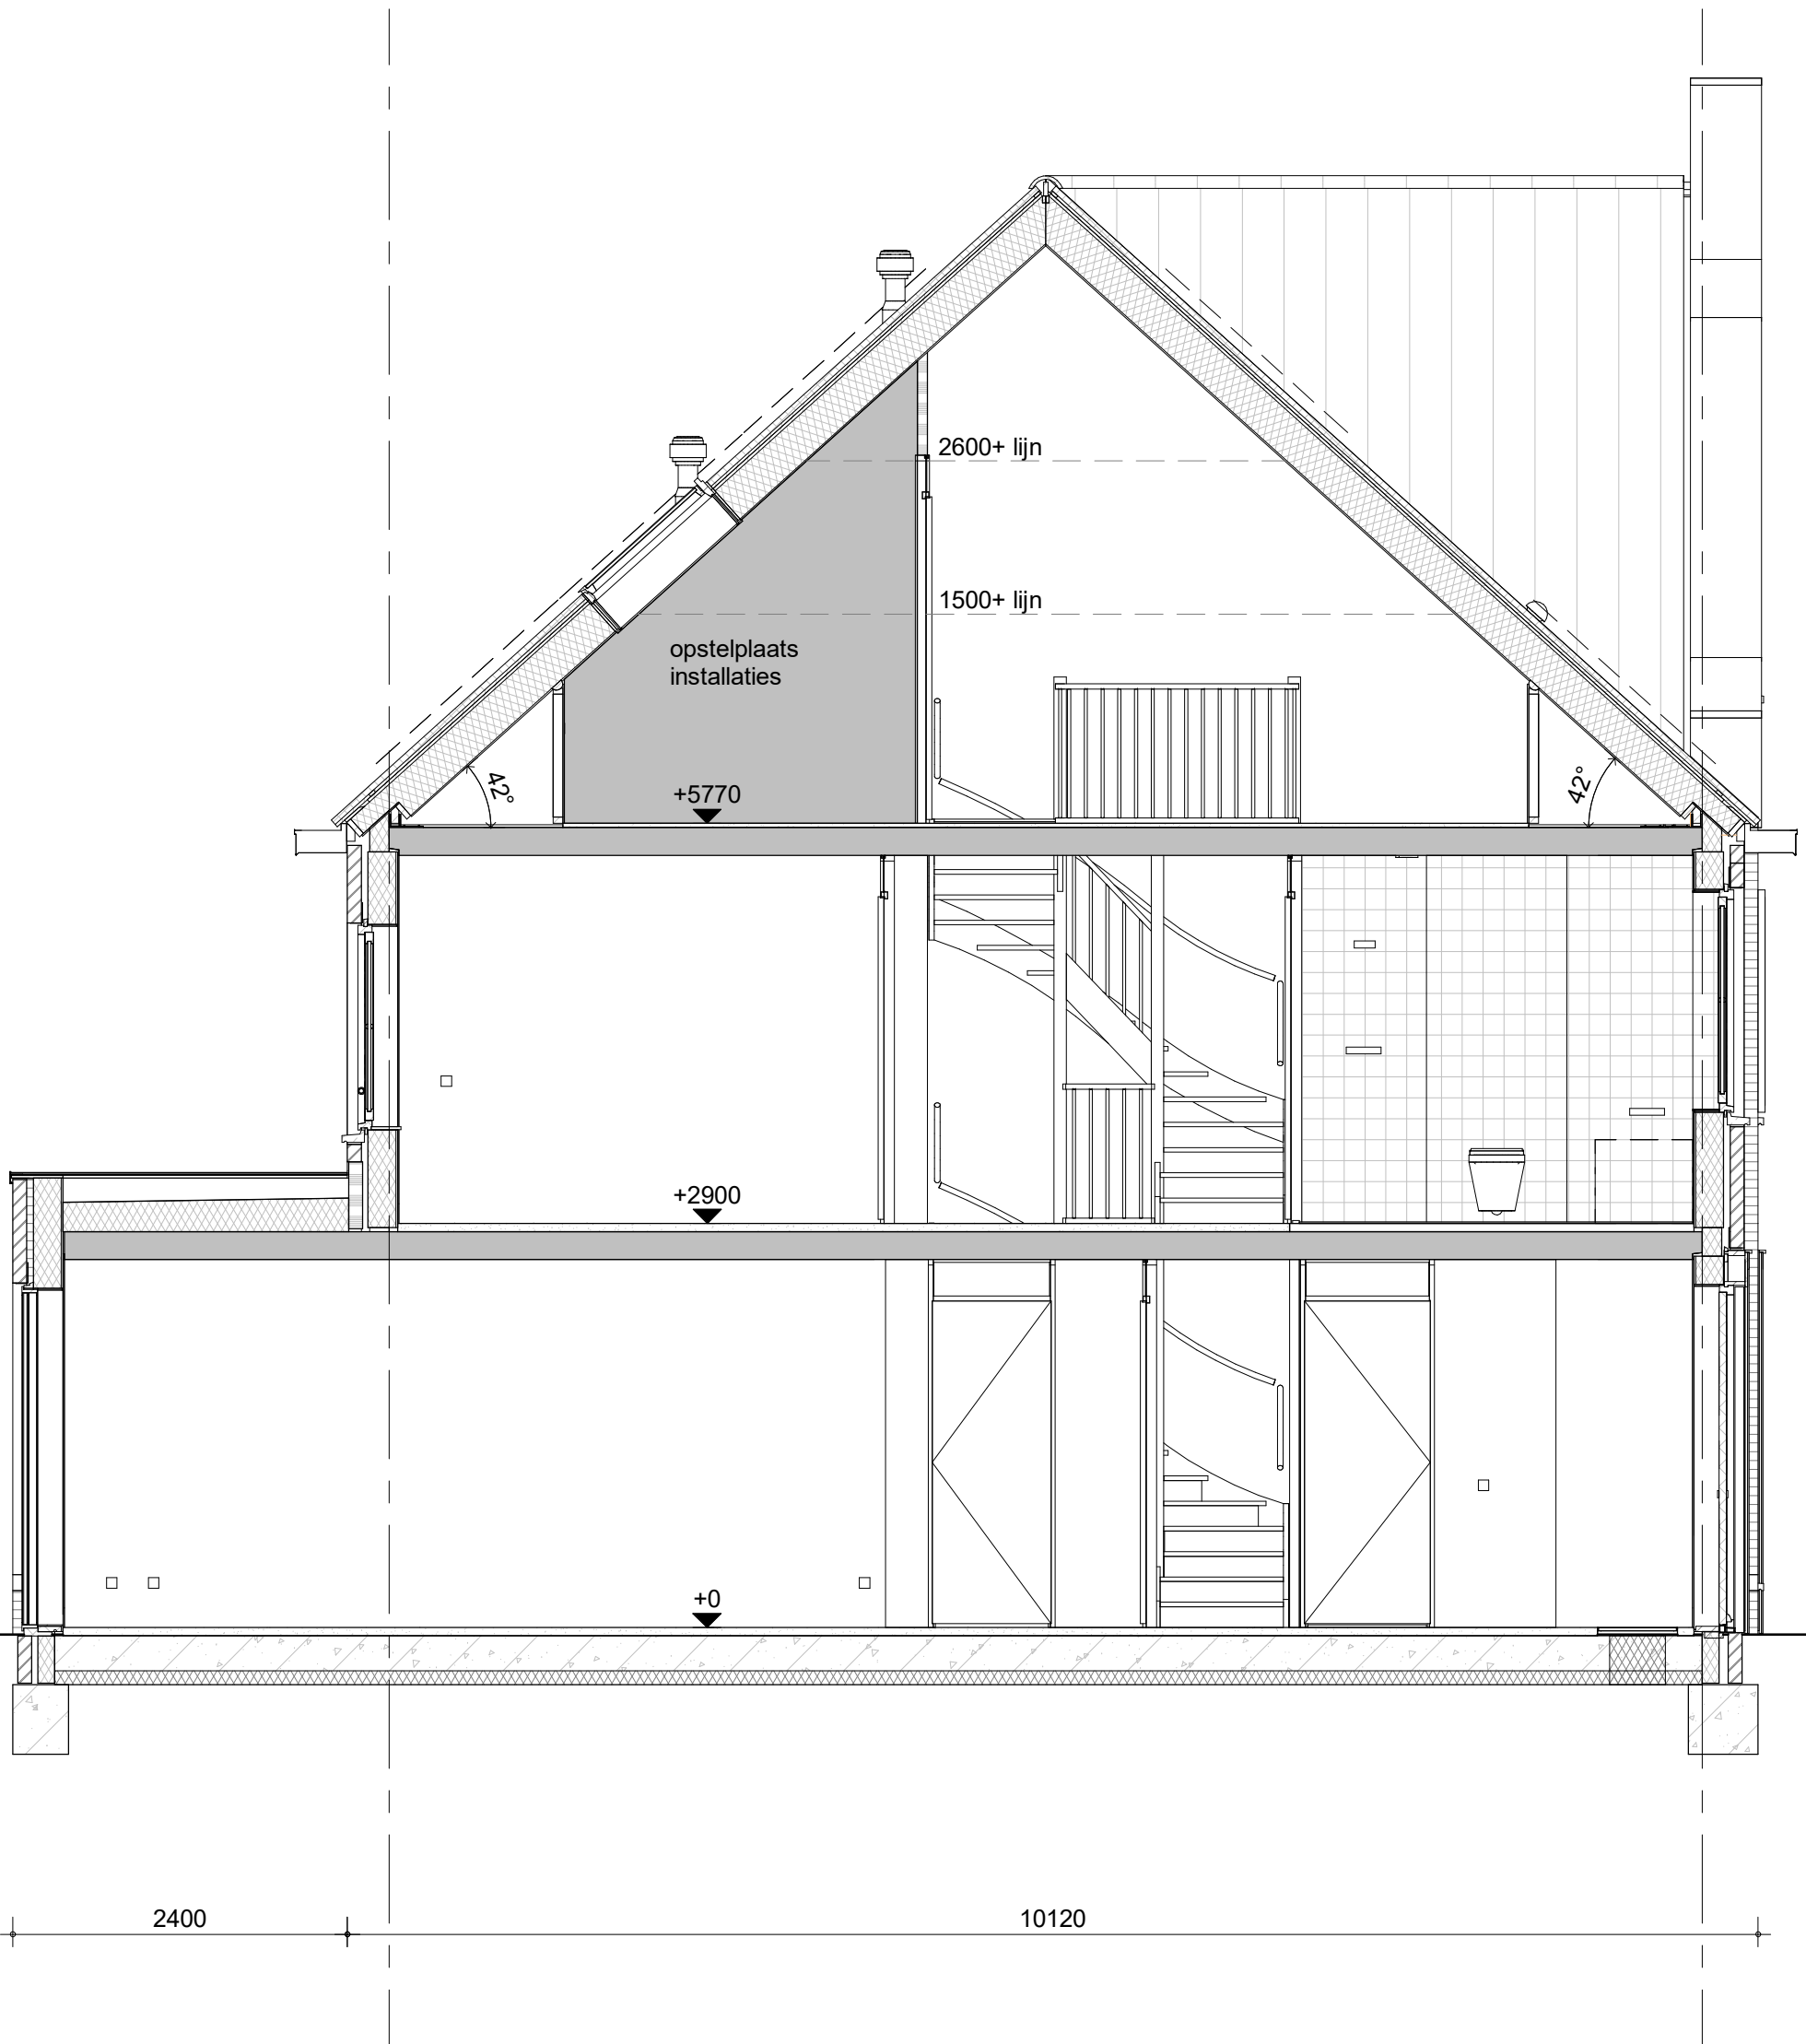 2600+ lijn
1500+ lijn
opstelplaats
installaties
42°
+5770
42°
+2900
+0
2400
10120